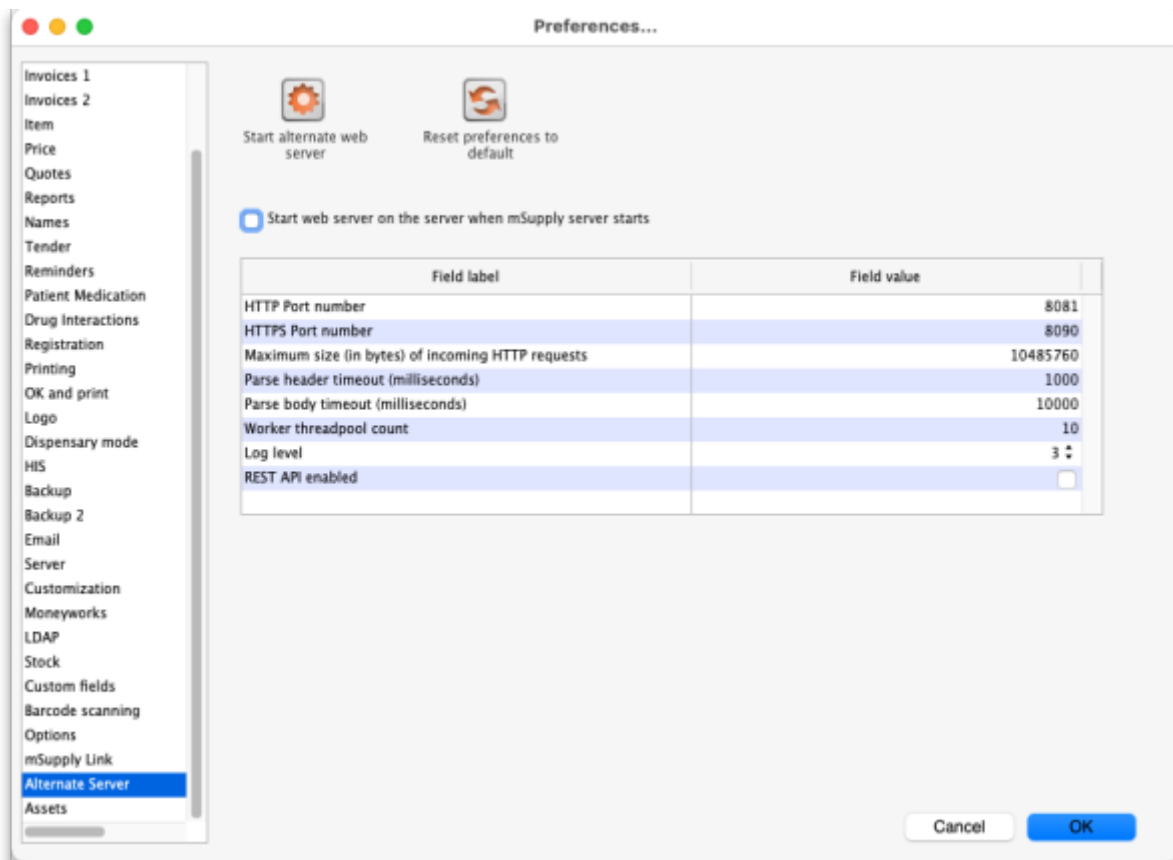 Preferences...
Invoices 1
Invoices 2
Item
Price
Quotes
Reports
Names
Tender
Reminders
Patient Medication
Drug Interactions
Registration
Printing
OK and print
Logo
Dispensary mode
HIS
Backup
Backup 2
Email
Server
Customization
Moneyworks
LDAP
Stock
Custom fields
Barcode scanning
Options
mSupply Link
Alternate Server
Assets
Start alternate web
server
Reset preferences to
default
Start web server on the server when mSupply server starts
Field label Field value
HTTP Port number 8081
HTTPS Port number 8090
Maximum size (in bytes) of incoming HTTP requests 10485760
Parse header timeout (milliseconds) 1000
Parse body timeout (milliseconds) 10000
Worker threadpool count 10
Log level 3
REST API enabled
Cancel OK